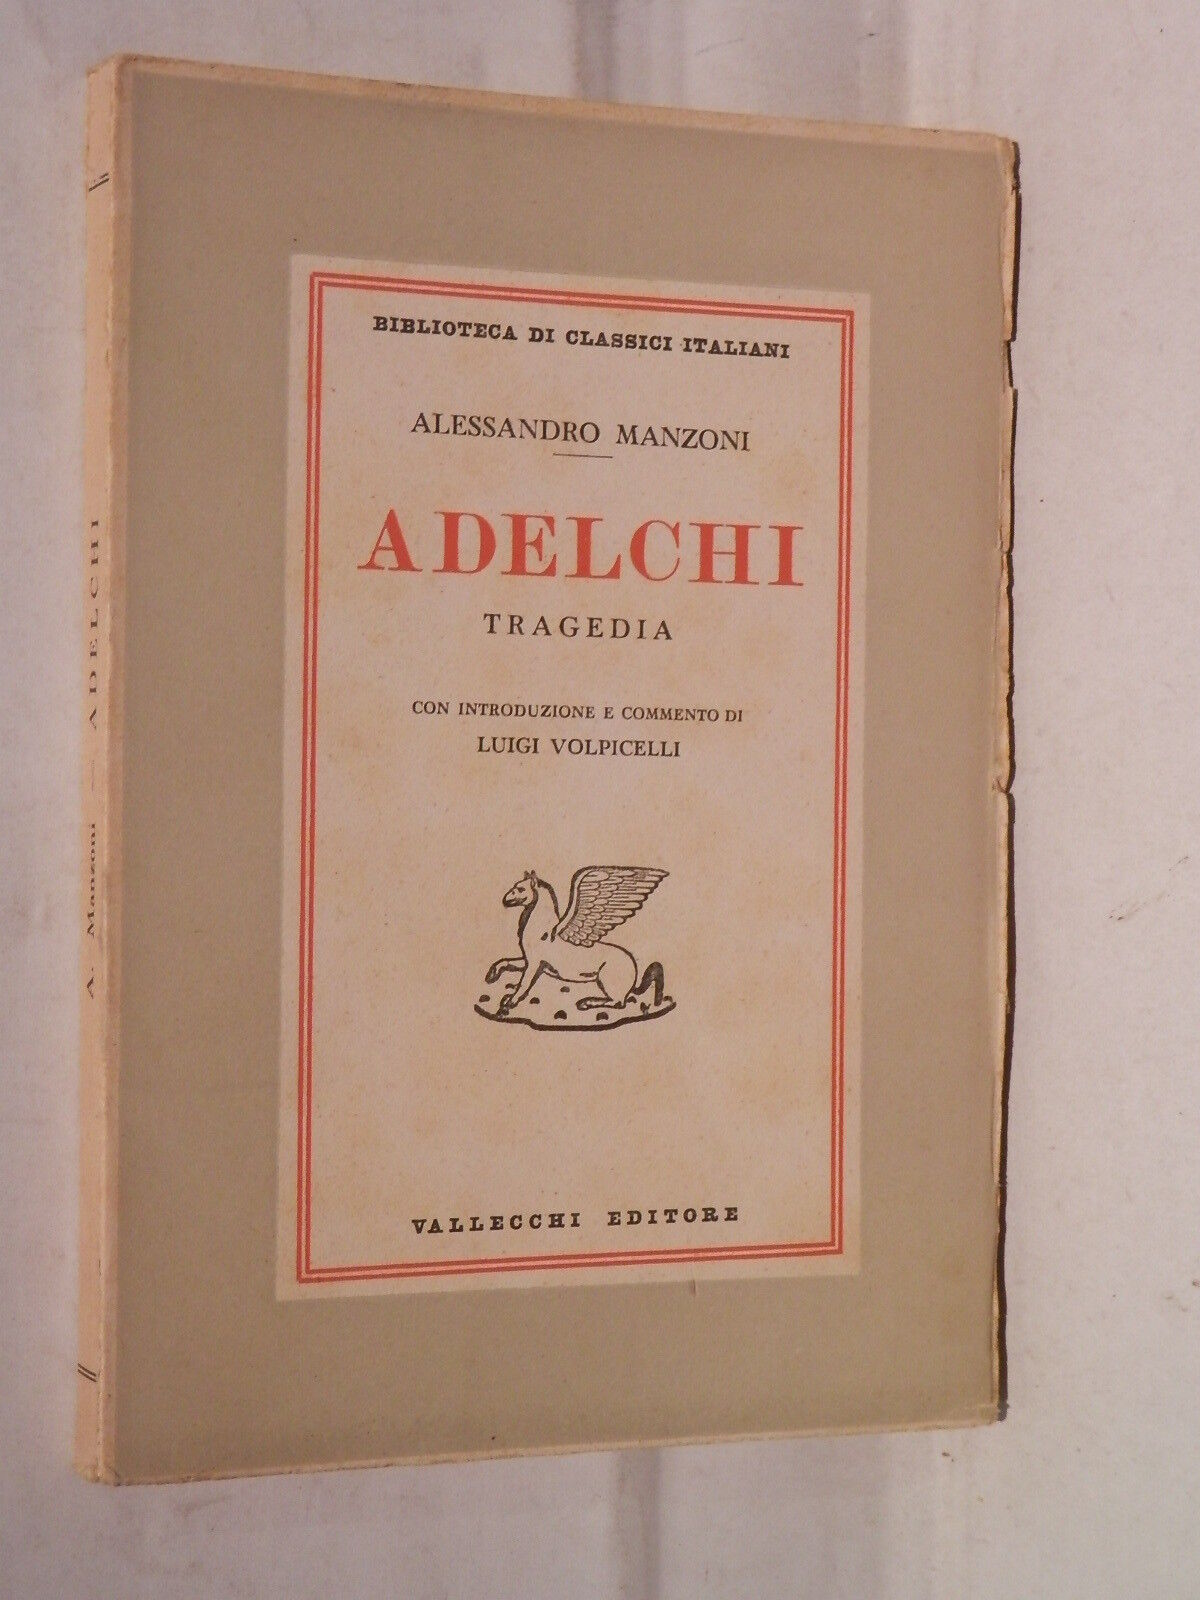 BIBLIOTECA DI CLASSICI ITALIANI
ALESSANDRO MANZONI
ADELCHI
TRAGEDIA
CON INTRODUZIONE E COMMENTO DI
LUIGI VOLPICELLI
VALLECCHI EDITORE
A. Manzoni — ADELCHI